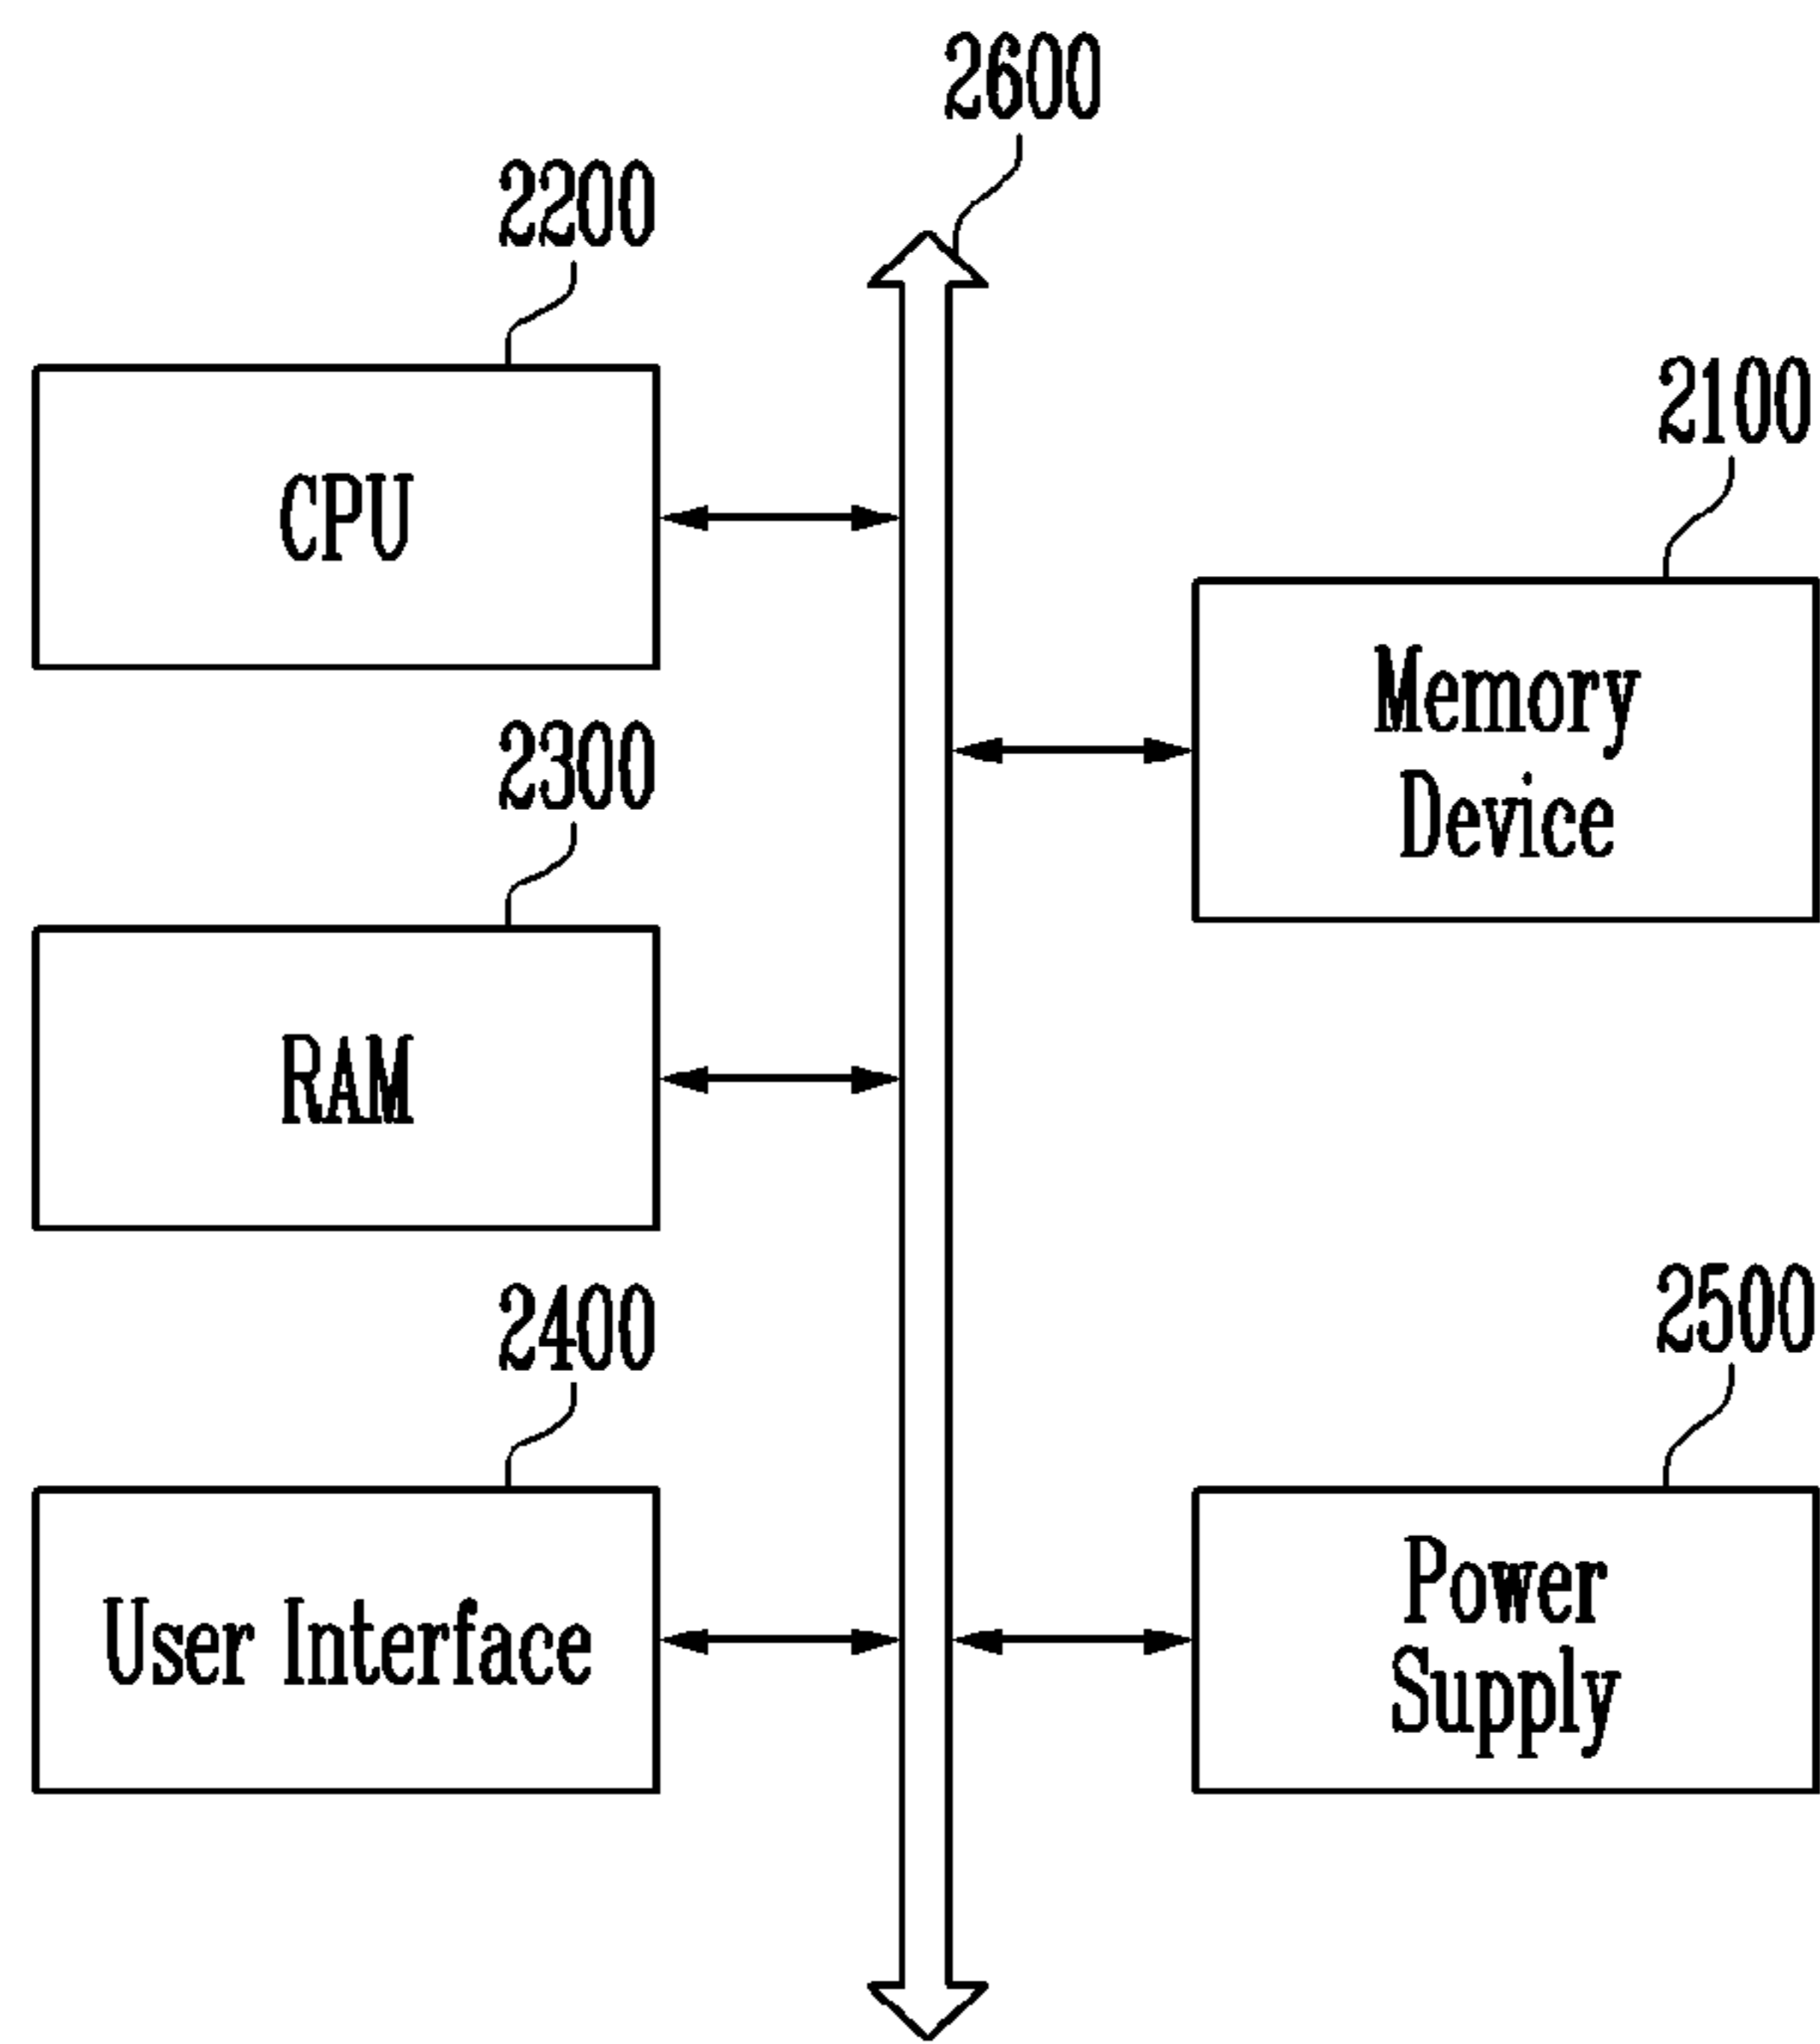 2600
2200
CPU
2100
Memory
Device
2300
RAM
2400
User Interface
2500
Power
Supply